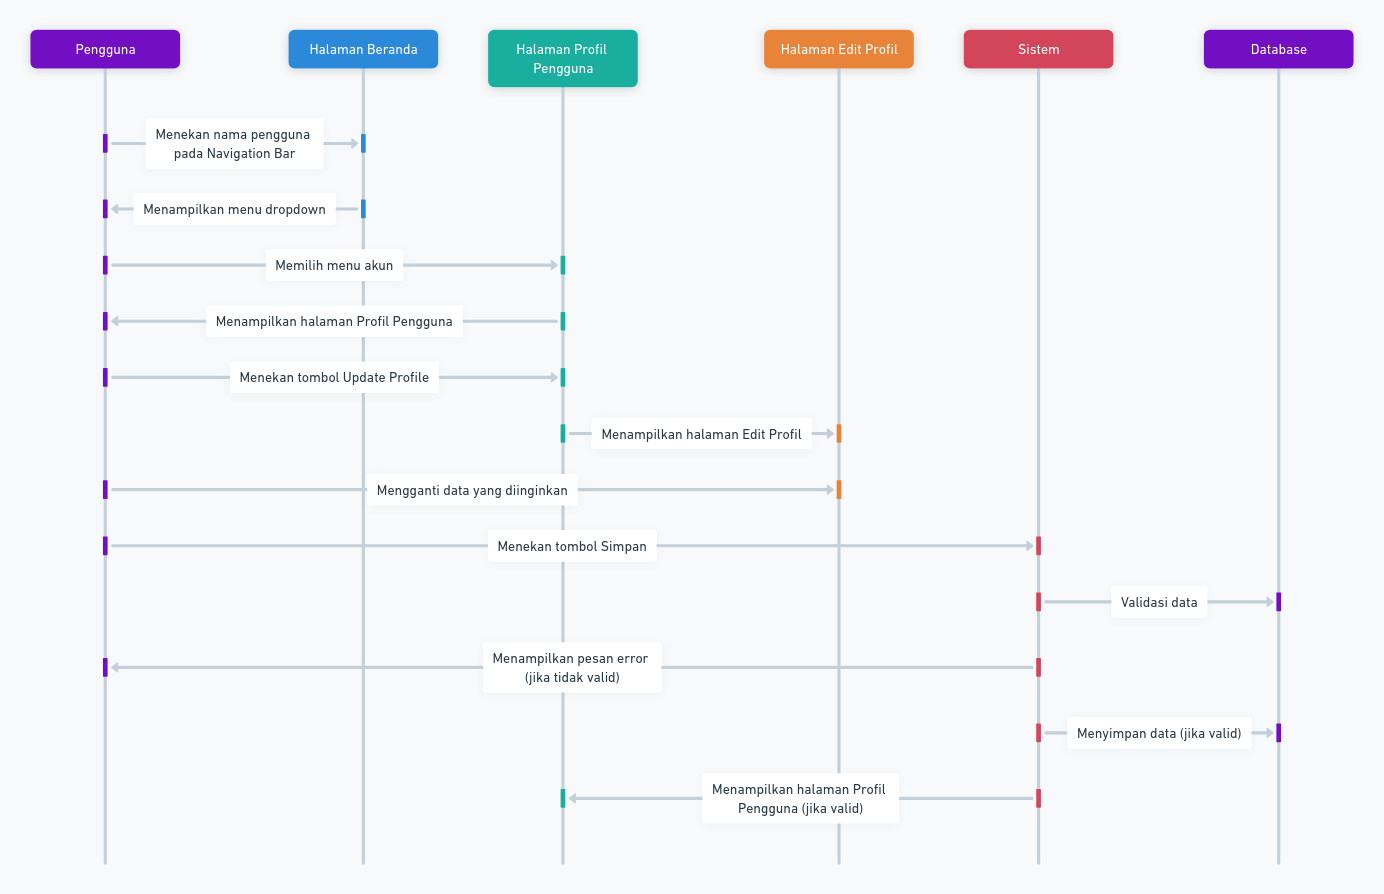 Pengguna
Halaman Beranda
Halaman Profil
Pengguna
Halaman Edit Profil
Sistem
Database
Menekan nama pengguna
pada Navigation Bar
Menampilkan menu dropdown
Memilih menu akun
Menampilkan halaman Profil Pengguna
Menekan tombol Update Profile
Menampilkan halaman Edit Profil
Mengganti data yang diinginkan
Menekan tombol Simpan
Validasi data
Menampilkan pesan error
(jika tidak valid)
Menyimpan data (jika valid)
Menampilkan halaman Profil
Pengguna (jika valid)